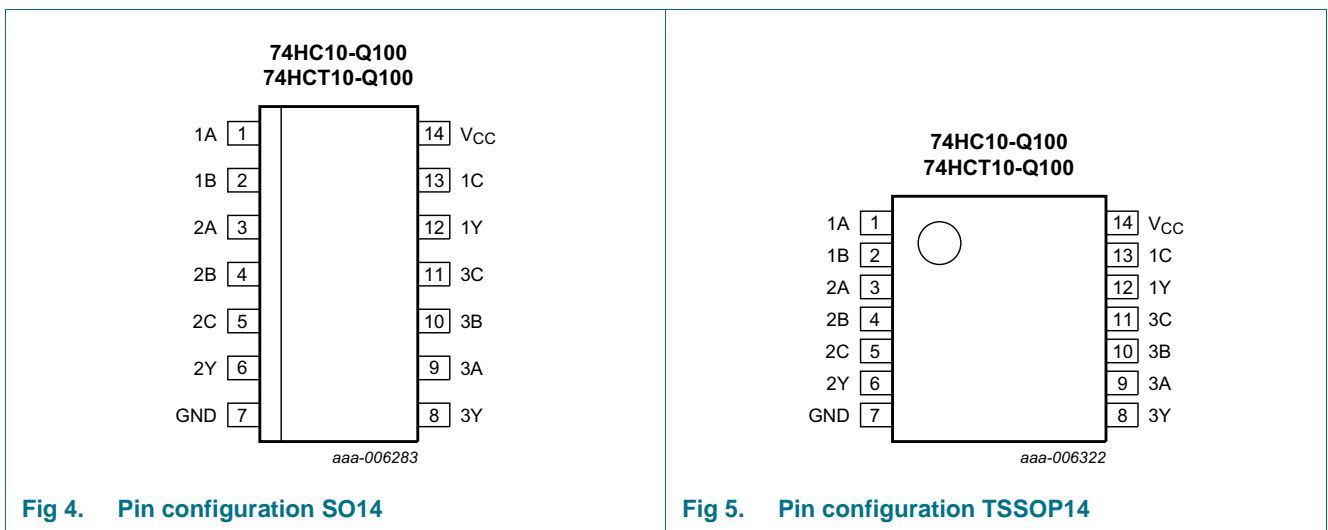 74HC10-Q100
74HCT10-Q100
1A 1 14 VCC
1B 2 13 1C
2A 3 12 1Y
2B 4 11 3C
2C 5 10 3B
2Y 6 9 3A
GND 7 8 3Y
aaa-006283
Fig 4. Pin configuration SO14
74HC10-Q100
74HCT10-Q100
1A 1 14 VCC
1B 2 13 1C
2A 3 12 1Y
2B 4 11 3C
2C 5 10 3B
2Y 6 9 3A
GND 7 8 3Y
aaa-006322
Fig 5. Pin configuration TSSOP14